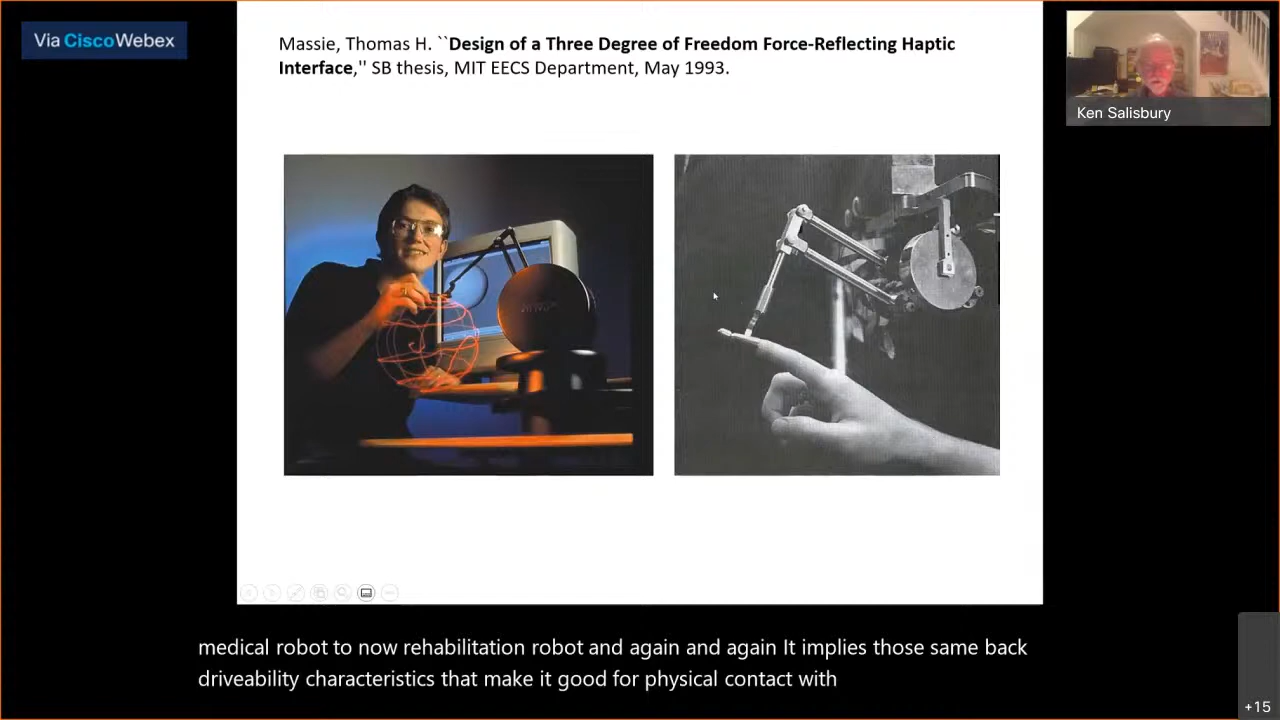 Via CiscoWebex
Massie, Thomas H. ``Design of a Three Degree of Freedom Force-Reflecting Haptic
Interface,'' SB thesis, MIT EECS Department, May 1993.
Ken Salisbury
medical robot to now rehabilitation robot and again and again It implies those same back
driveability characteristics that make it good for physical contact with
+15